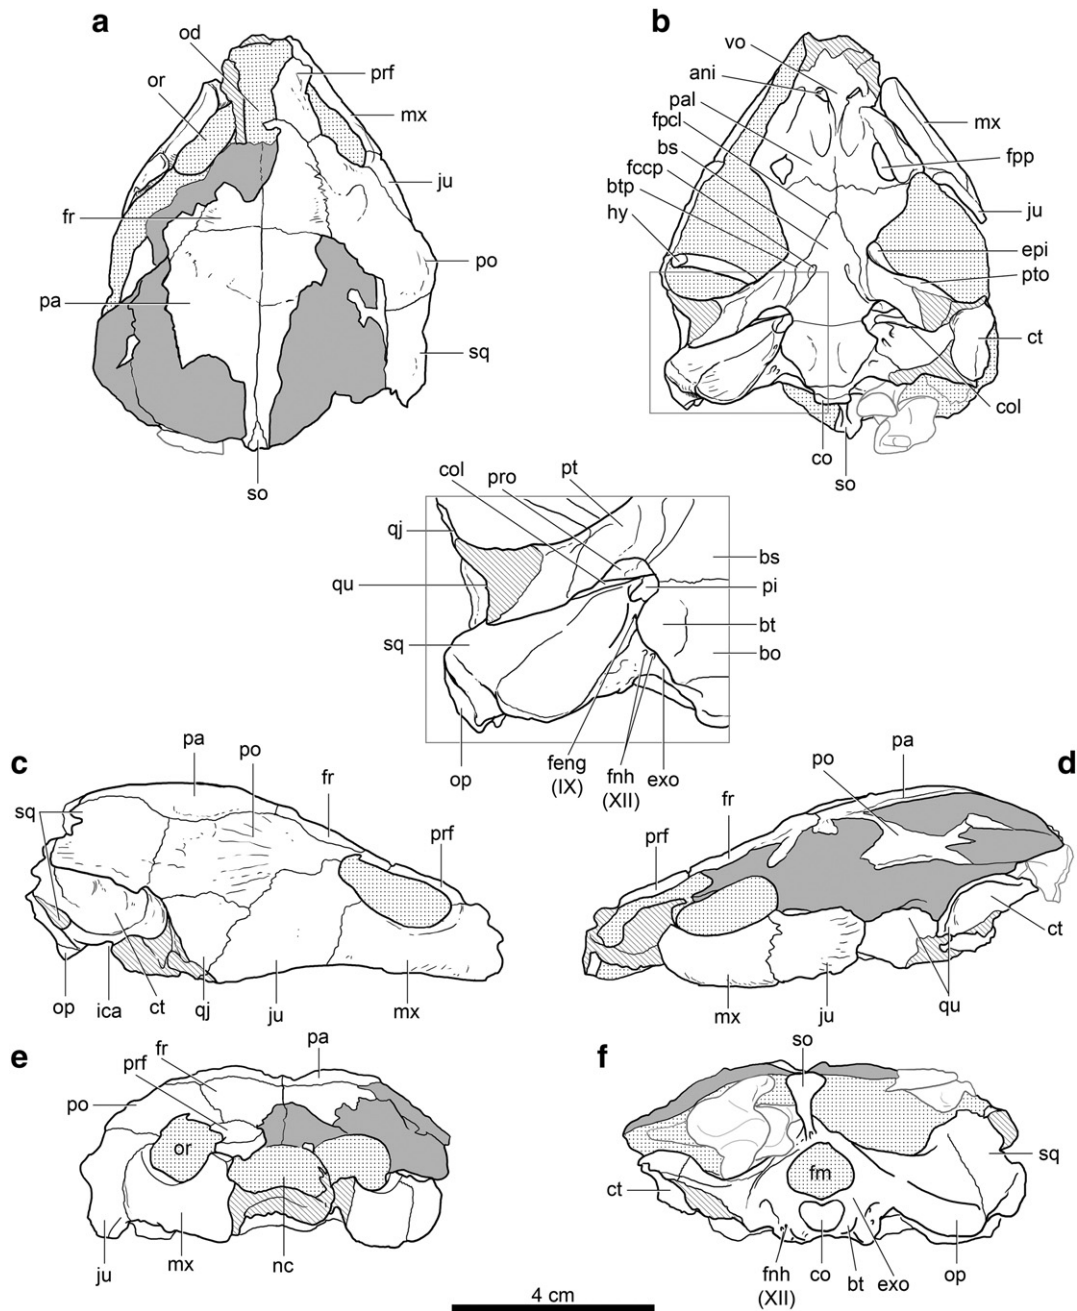 a
od
or
prf
mx
ju
fr
po
pa
sq
so
b
vo
ani
pal
fpcl
bs
fccp
btp
hy
mx
fpp
ju
epi
pto
ct
col
co
so
col
pro
pt
qj
bs
qu
pi
bt
sq
bo
op
feng
(IX)
fnh
(XII)
exo
c
pa
po
fr
sq
prf
op
ica
ct
qj
ju
mx
d
pa
po
fr
prf
ct
mx
ju
qu
e
pa
fr
prf
po
or
ju
mx
nc
f
so
sq
fm
ct
fnh
(XII)
co
bt
exo
op
4 cm